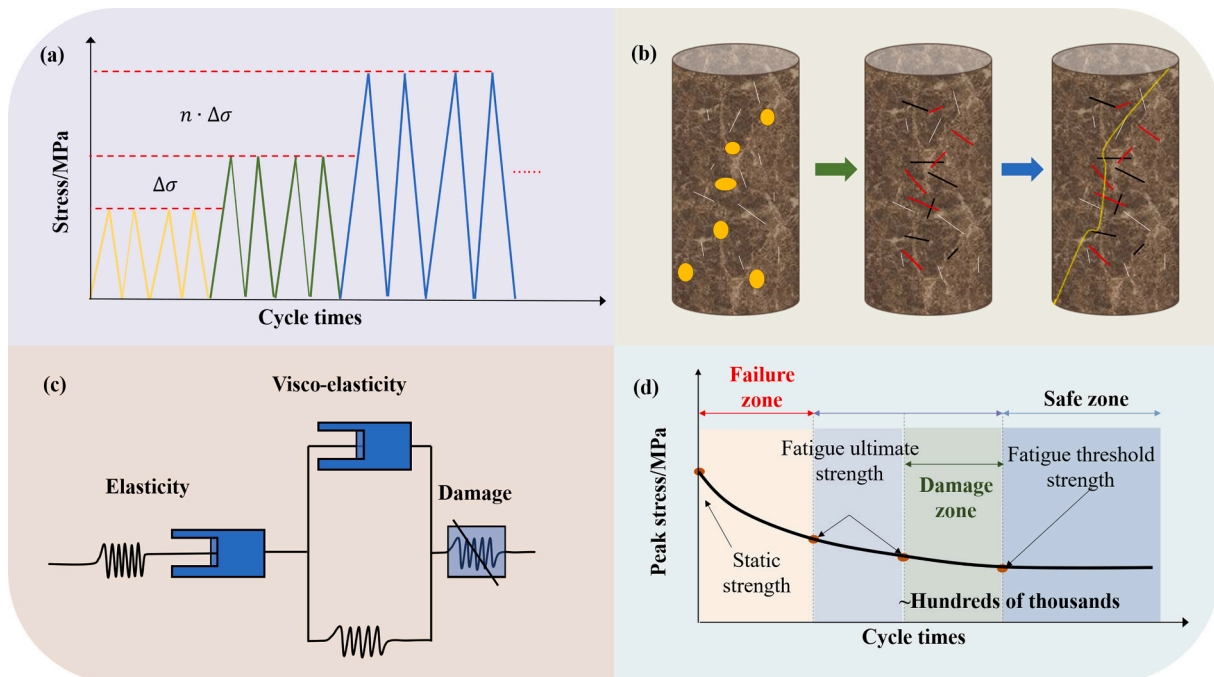 (a)
Stress/MPa
n · Δσ
Δσ
......
Cycle times
(b)
(c)
Visco-elasticity
Elasticity
Damage
(d)
Failure
zone
Safe zone
Fatigue ultimate
strength
Fatigue threshold
strength
Damage
zone
Static
strength
~Hundreds of thousands
Peak stress/MPa
Cycle times